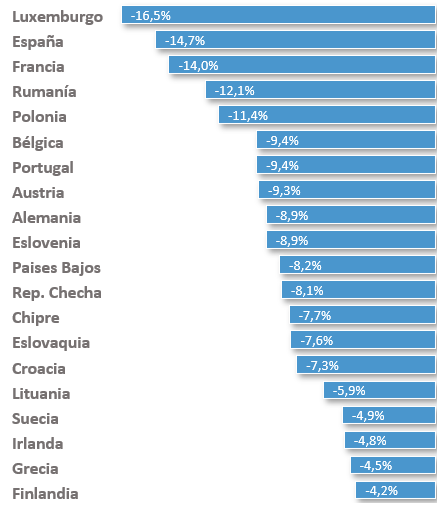 Luxemburgo -16,5%
España -14,7%
Francia -14,0%
Rumanía -12,1%
Polonia -11,4%
Bélgica -9,4%
Portugal -9,4%
Austria -9,3%
Alemania -8,9%
Eslovenia -8,9%
Paises Bajos -8,2%
Rep. Checha -8,1%
Chipre -7,7%
Eslovaquia -7,6%
Croacia -7,3%
Lituania -5,9%
Suecia -4,9%
Irlanda -4,8%
Grecia -4,5%
Finlandia -4,2%